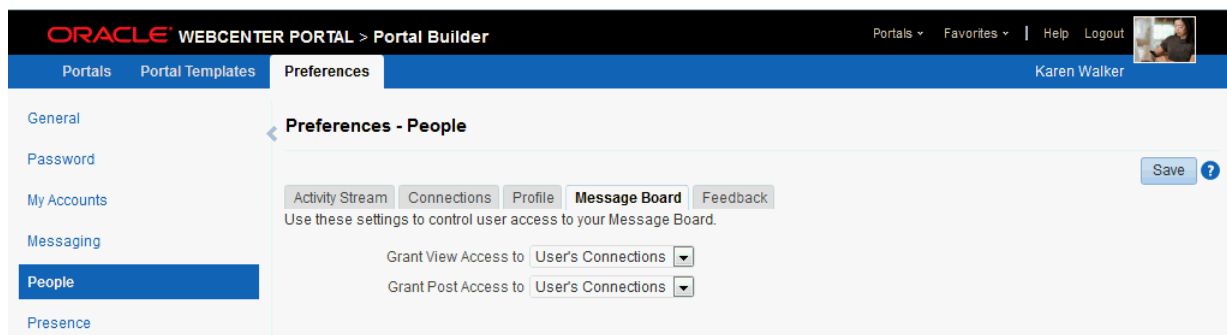 ORACLE WEBCENTER PORTAL > Portal Builder
Portals Favorites | Help Logout
Portals Portal Templates Preferences
Karen Walker
General
Password
My Accounts
Messaging
People
Presence
Preferences - People
Save ?
Activity Stream Connections Profile Message Board Feedback
Use these settings to control user access to your Message Board.
Grant View Access to User's Connections
Grant Post Access to User's Connections